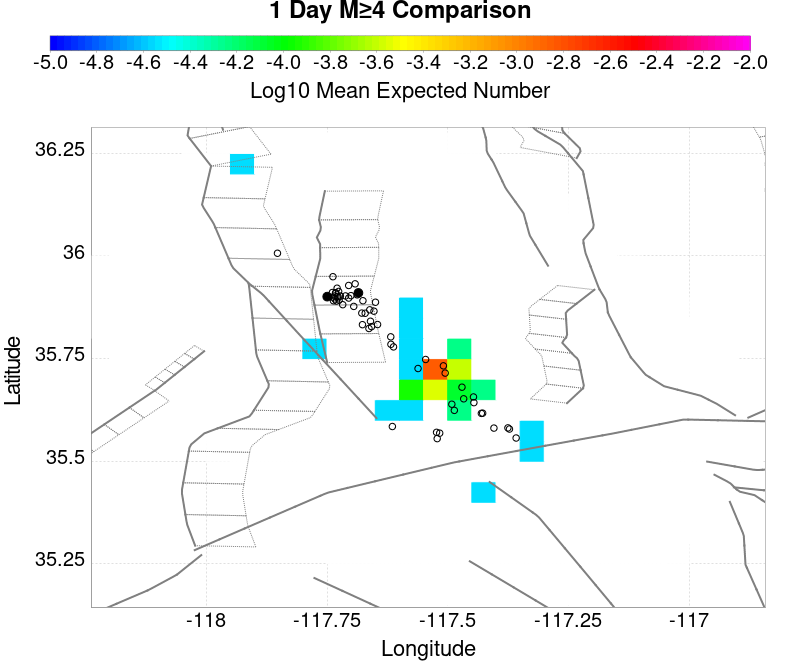 1 Day M≥4 Comparison
-5.0 -4.8 -4.6 -4.4 -4.2 -4.0 -3.8 -3.6 -3.4 -3.2 -3.0 -2.8 -2.6 -2.4 -2.2 -2.0
Log10 Mean Expected Number
36.25
36
35.75
35.5
35.25
Latitude
-118 -117.75 -117.5 -117.25 -117
Longitude